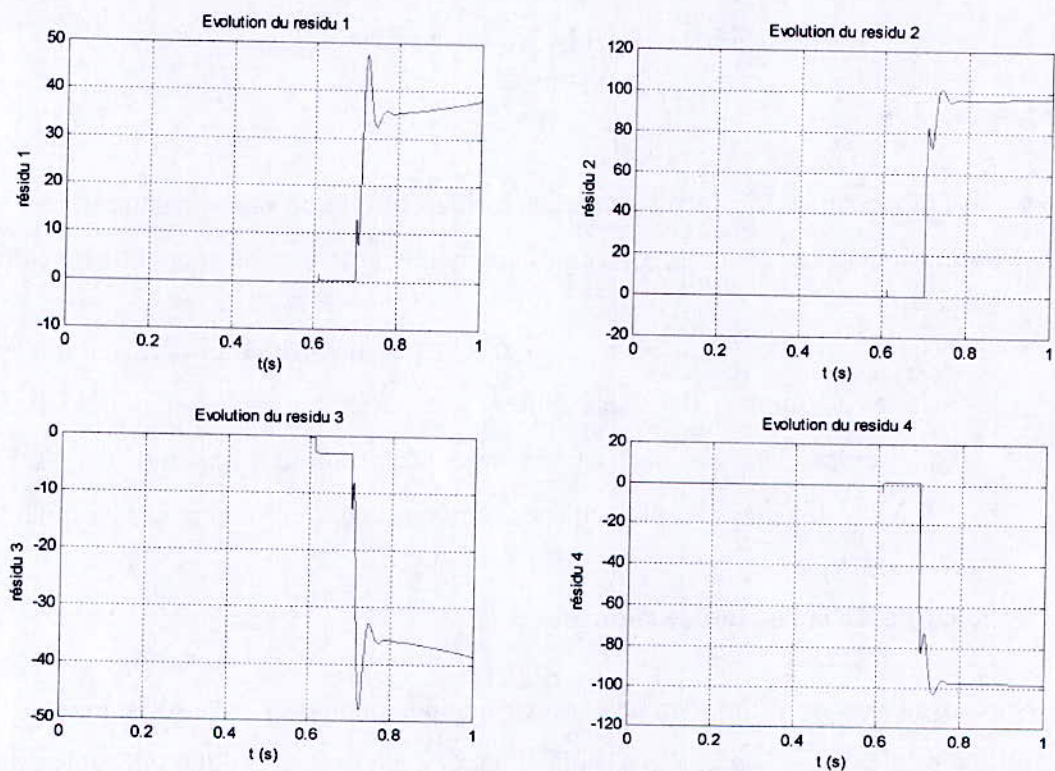 Evolution du residu 1
50
40
30
20
10
0
-10
résidu 1
0 0.2 0.4 0.6 0.8 1
t(s)
Evolution du residu 2
120
100
80
60
40
20
0
-20
résidu 2
0 0.2 0.4 0.6 0.8 1
t (s)
Evolution du residu 3
0
-10
-20
-30
-40
-50
résidu 3
0 0.2 0.4 0.6 0.8 1
t (s)
Evolution du residu 4
20
0
-20
-40
-60
-80
-100
-120
résidu 4
0 0.2 0.4 0.6 0.8 1
t (s)